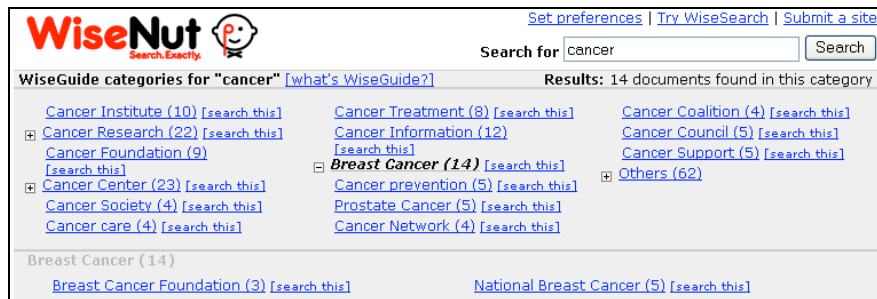 Set preferences | Try WiseSearch | Submit a site
WiseNut
Search.Exactly.
Search for cancer Search
WiseGuide categories for "cancer" [what's WiseGuide?] Results: 14 documents found in this category
Cancer Institute (10) [search this] Cancer Treatment (8) [search this] Cancer Coalition (4) [search this]
Cancer Research (22) [search this] Cancer Information (12) Cancer Council (5) [search this]
Cancer Foundation (9) [search this] Cancer Support (5) [search this]
[search this] Breast Cancer (14) [search this] Others (62)
Cancer Center (23) [search this] Cancer prevention (5) [search this]
Cancer Society (4) [search this] Prostate Cancer (5) [search this]
Cancer care (4) [search this] Cancer Network (4) [search this]
Breast Cancer (14)
Breast Cancer Foundation (3) [search this] National Breast Cancer (5) [search this]